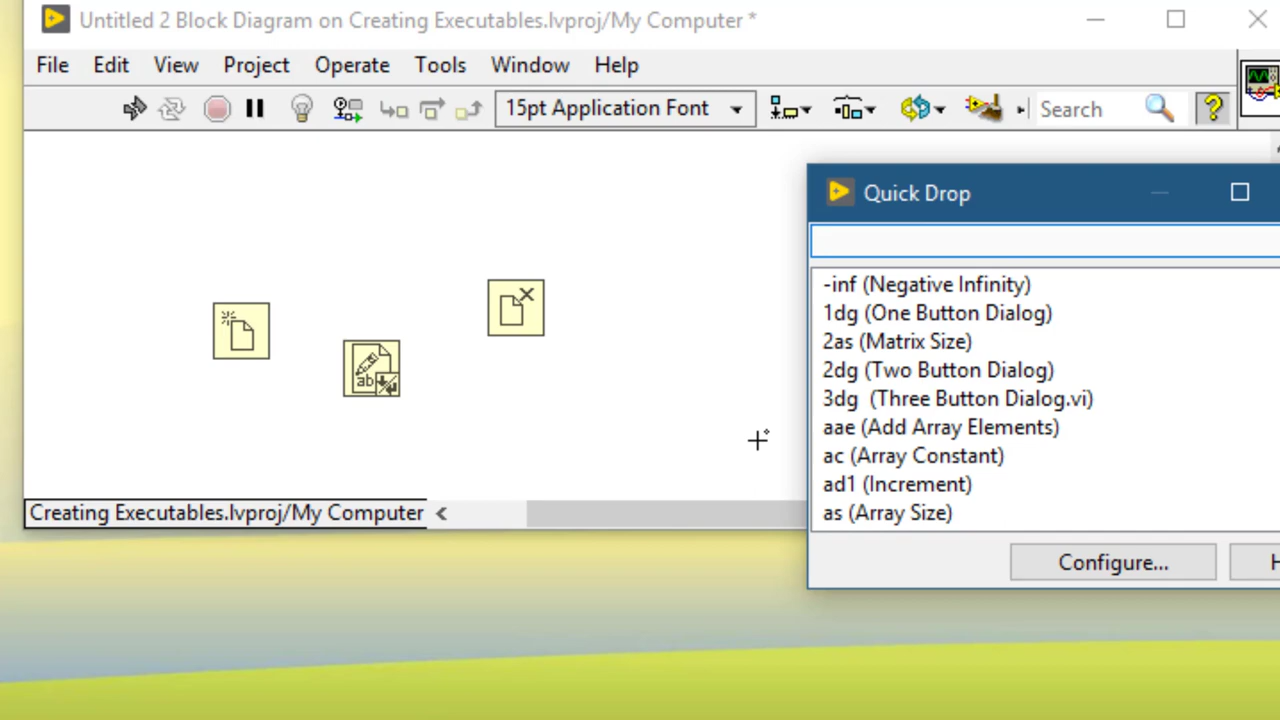 Untitled 2 Block Diagram on Creating Executables.lvproj/My Computer *
File Edit View Project Operate Tools Window Help
15pt Application Font
Search
?
Quick Drop
-inf (Negative Infinity)
1dg (One Button Dialog)
2as (Matrix Size)
2dg (Two Button Dialog)
3dg  (Three Button Dialog.vi)
aae (Add Array Elements)
ac (Array Constant)
ad1 (Increment)
as (Array Size)
ab
Creating Executables.lvproj/My Computer
Configure...